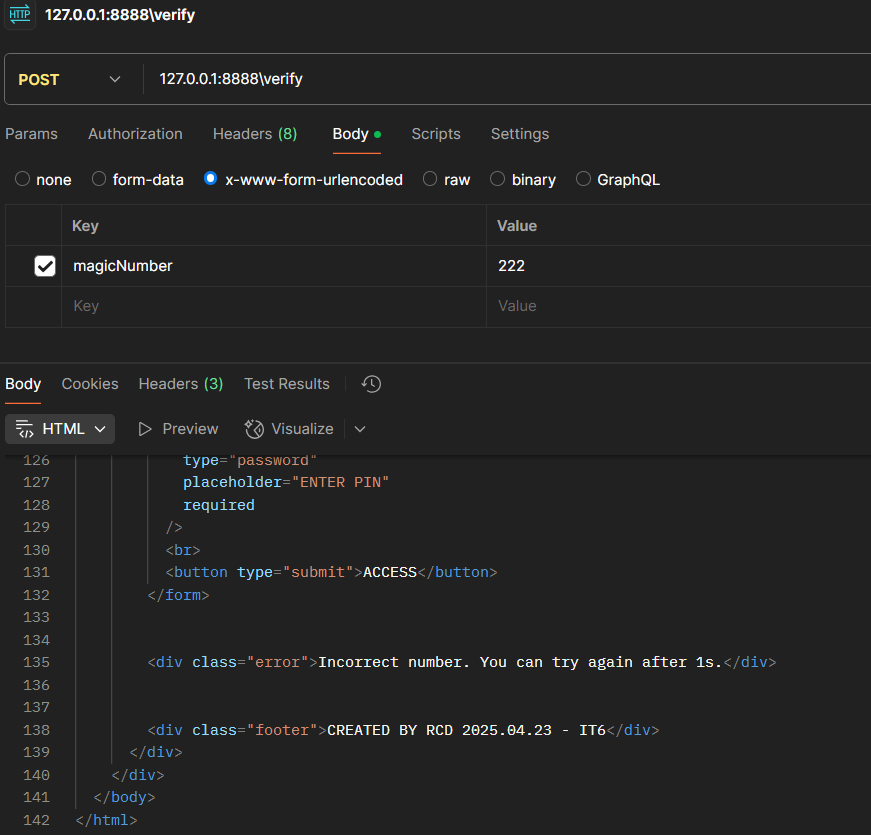 HTTP 127.0.0.1:8888\verify
POST 127.0.0.1:8888\verify
Params Authorization Headers (8) Body Scripts Settings
none form-data x-www-form-urlencoded raw binary GraphQL
Key Value
magicNumber 222
Key Value
Body Cookies Headers (3) Test Results
HTML Preview Visualize
126 type="password"
127 placeholder="ENTER PIN"
128 required
129 />
130 <br>
131 <button type="submit">ACCESS</button>
132 </form>
133
134
135 <div class="error">Incorrect number. You can try again after 1s.</div>
136
137
138 <div class="footer">CREATED BY RCD 2025.04.23 - IT6</div>
139 </div>
140 </div>
141 </body>
142 </html>